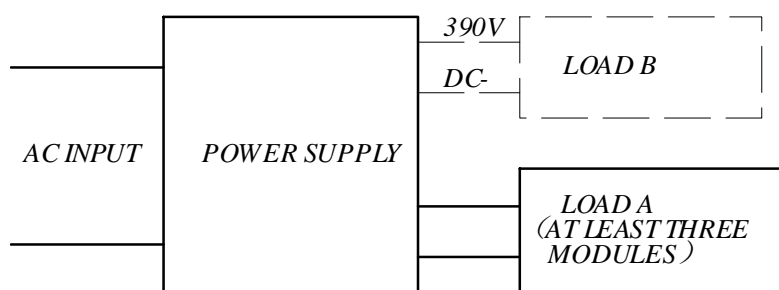 390V
LOAD B
DC-
AC INPUT
POWER SUPPLY
LOAD A
(AT LEAST THREE
MODULES)